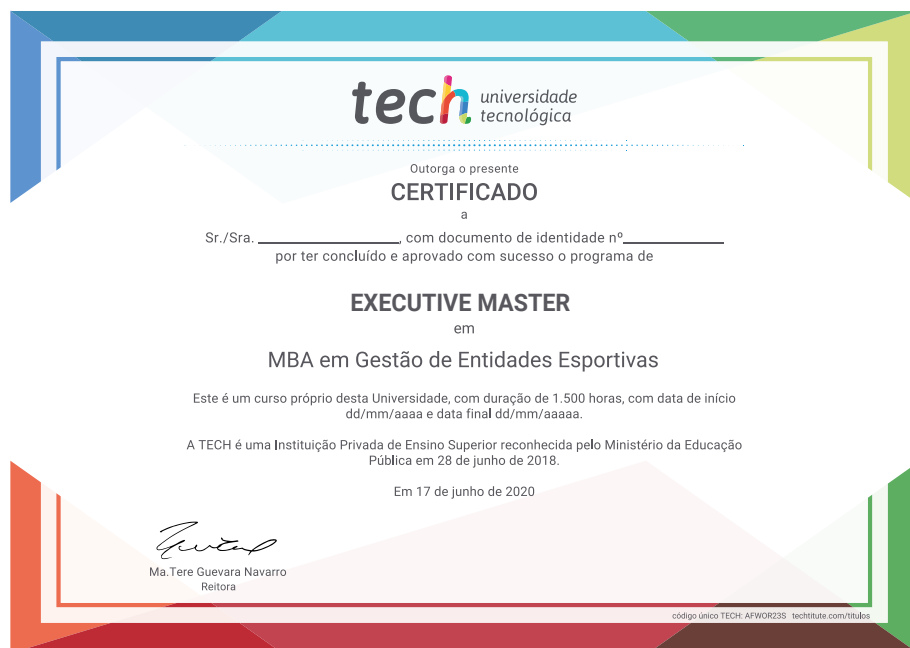 tech universidade
tecnológica
Outorga o presente
CERTIFICADO
a
Sr./Sra. ____________________, com documento de identidade nº______________
por ter concluído e aprovado com sucesso o programa de
EXECUTIVE MASTER
em
MBA em Gestão de Entidades Esportivas
Este é um curso próprio desta Universidade, com duração de 1.500 horas, com data de início
dd/mm/aaaa e data final dd/mm/aaaaa.
A TECH é uma Instituição Privada de Ensino Superior reconhecida pelo Ministério da Educação
Pública em 28 de junho de 2018.
Em 17 de junho de 2020
Ma.Tere Guevara Navarro
Reitora
código único TECH: AFWOR23S techtitute.com/titulos